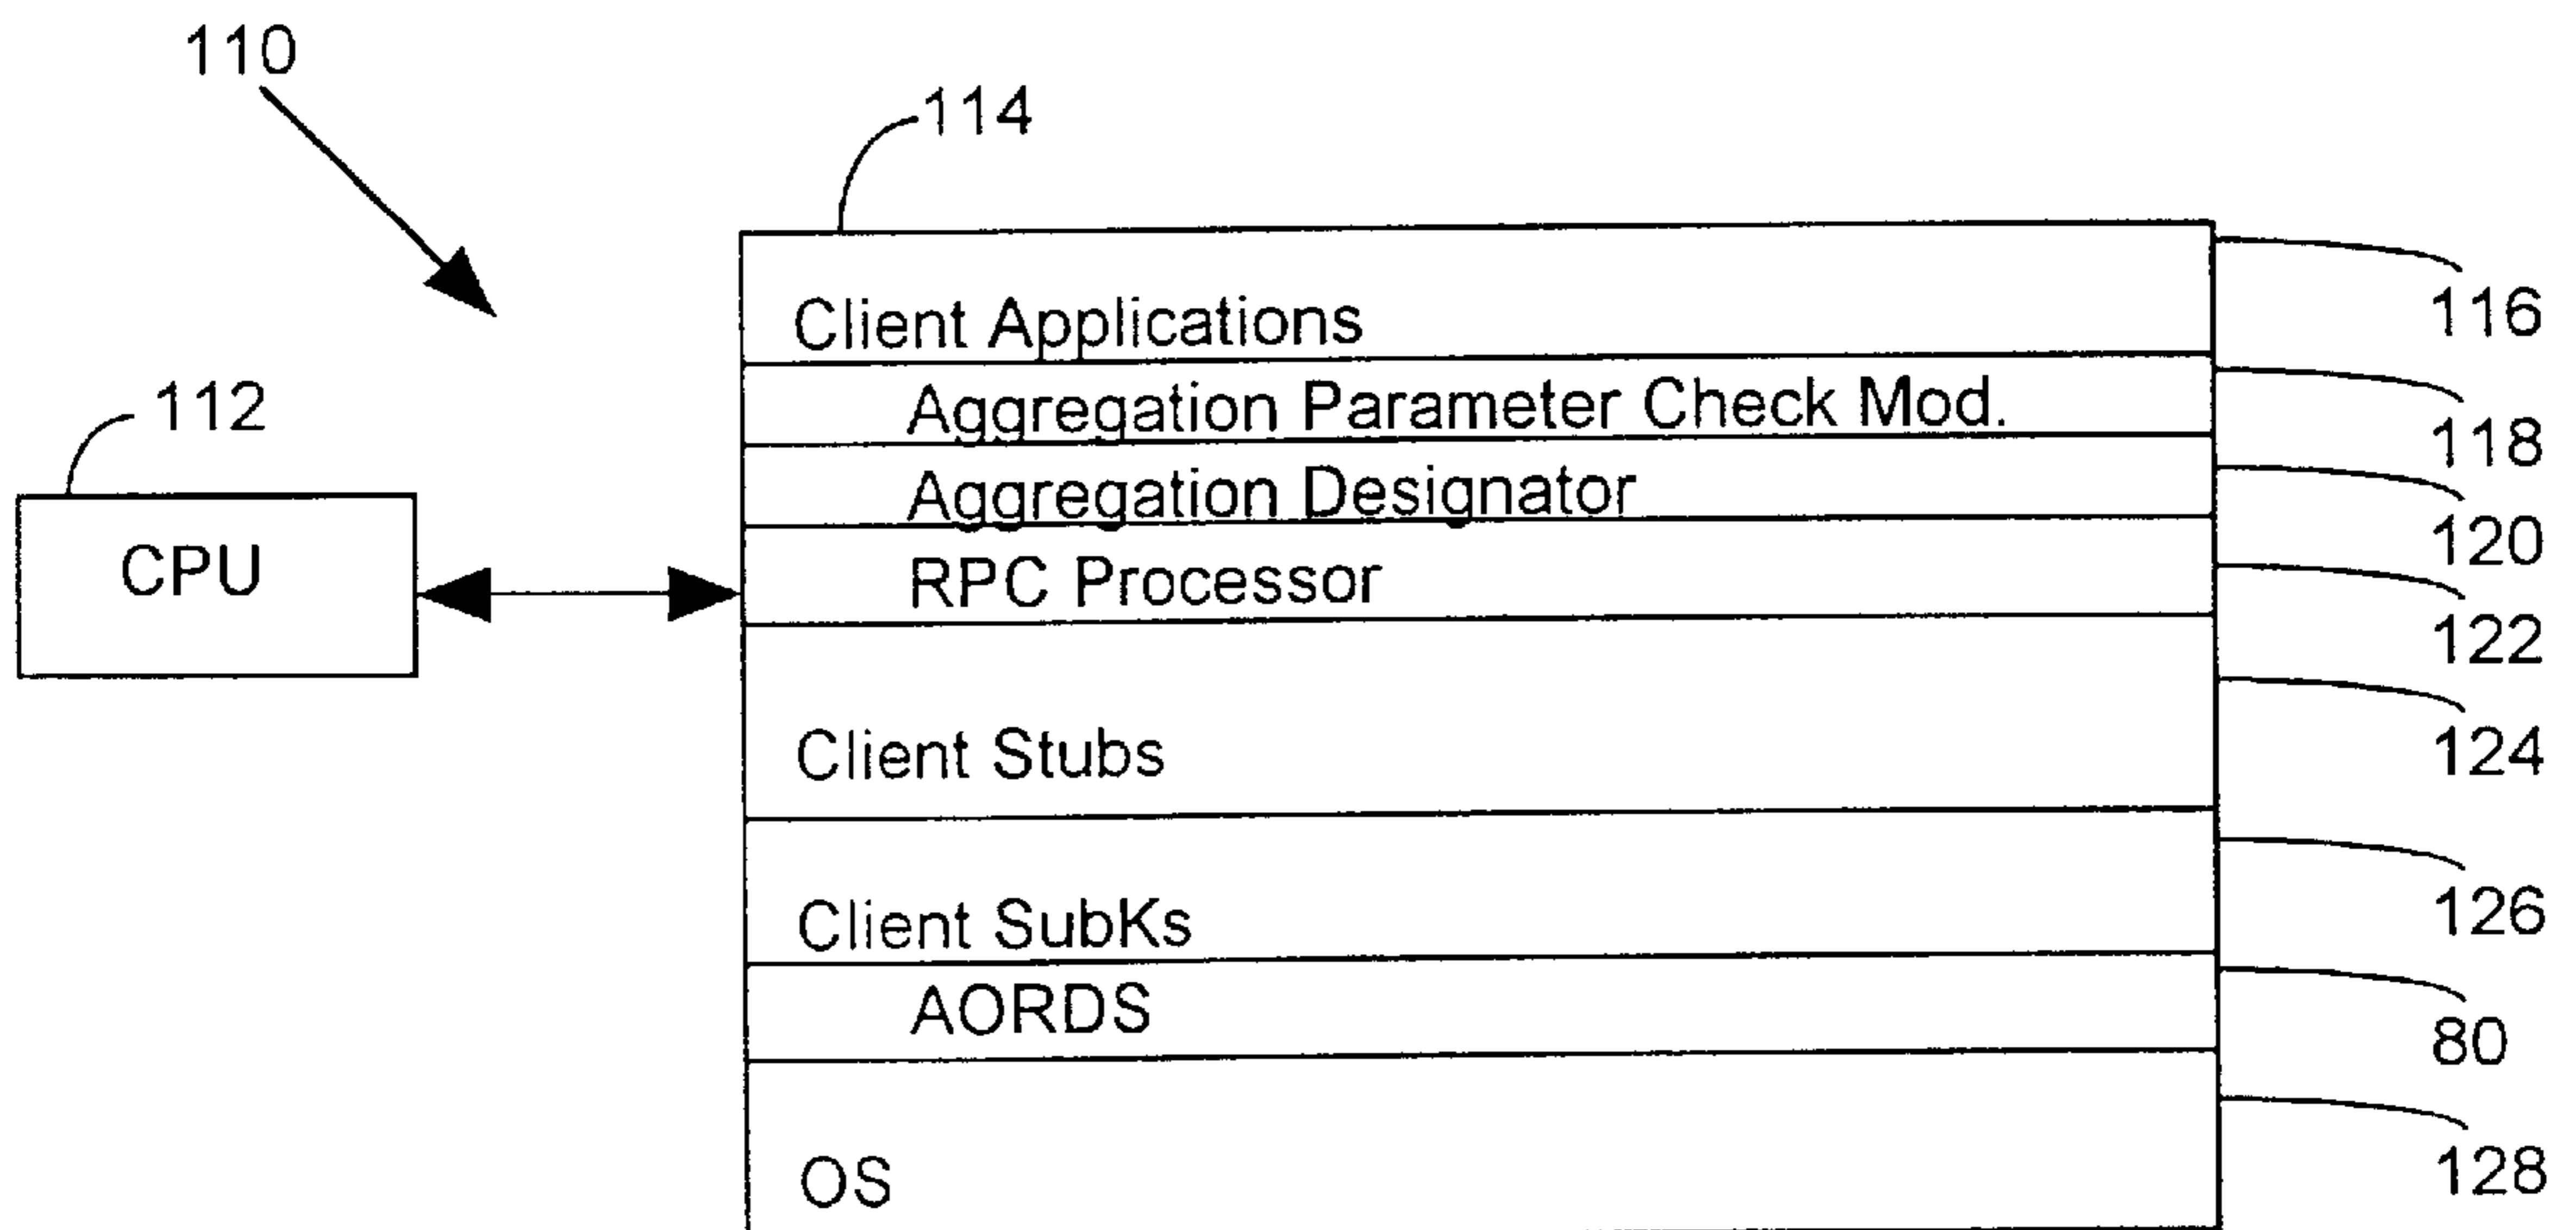 110
114
Client Applications
116
Aggregation Parameter Check Mod.
118
112
Aggregation Designator
120
CPU
RPC Processor
122
Client Stubs
124
Client SubKs
126
AORDS
80
OS
128